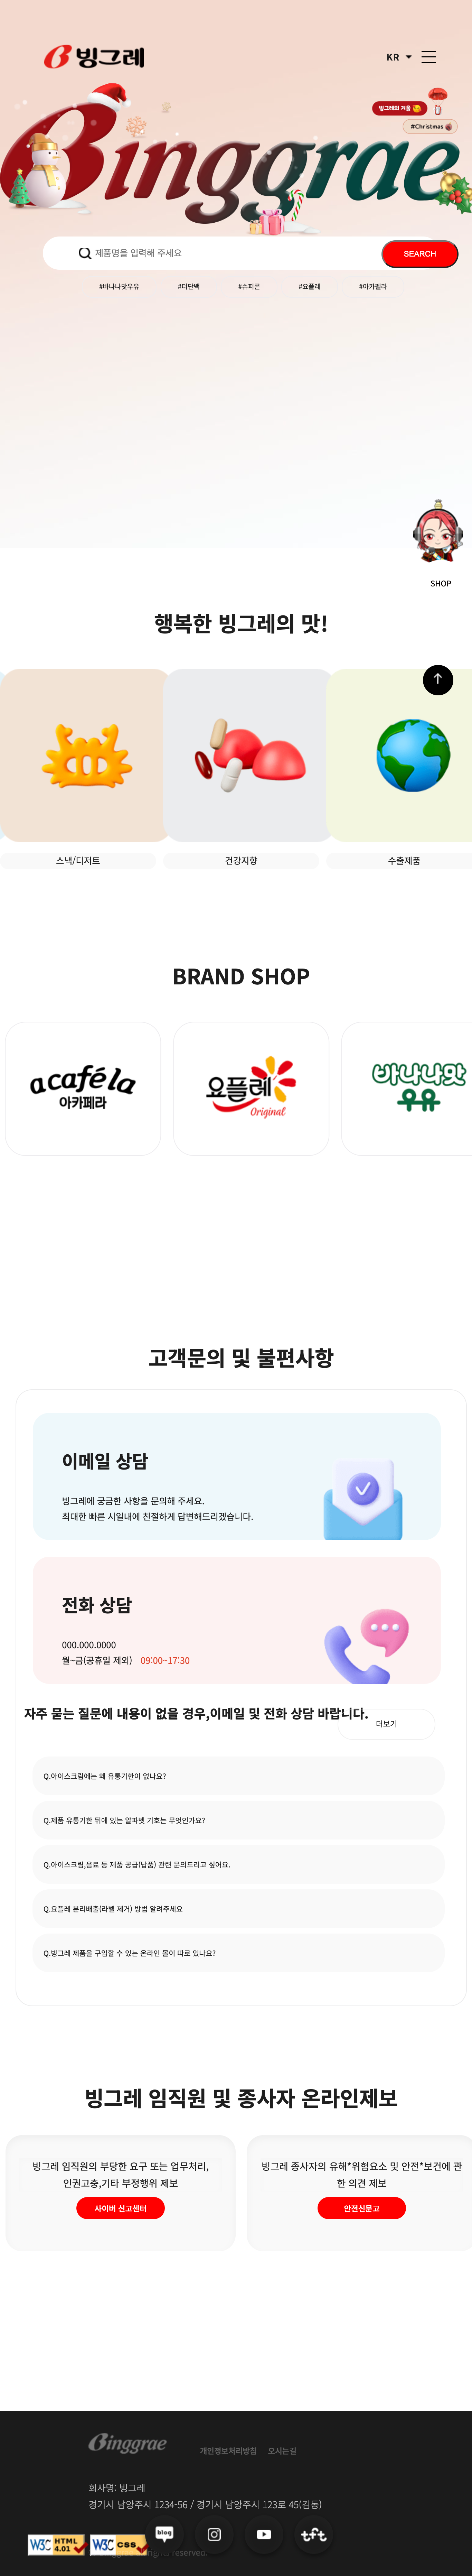 빙그레
KR
빙그레의 겨울
#Christmas
Binggrae
제품명을 입력해 주세요
SEARCH
#바나나맛우유
#더단백
#슈퍼콘
#요플레
#아카펠라
SHOP
행복한 빙그레의 맛!
스낵/디저트
건강지향
수출제품
BRAND SHOP
acaféla
아카페라
요플레
Original
바나나맛
우유
고객문의 및 불편사항
이메일 상담
빙그레에 궁금한 사항을 문의해 주세요.
최대한 빠른 시일내에 친절하게 답변해드리겠습니다.
전화 상담
000.000.0000
월~금(공휴일 제외) 09:00~17:30
자주 묻는 질문에 내용이 없을 경우,이메일 및 전화 상담 바랍니다.
더보기
Q.아이스크림에는 왜 유통기한이 없나요?
Q.제품 유통기한 뒤에 있는 알파벳 기호는 무엇인가요?
Q.아이스크림,음료 등 제품 공급(납품) 관련 문의드리고 싶어요.
Q.요플레 분리배출(라벨 제거) 방법 알려주세요
Q.빙그레 제품을 구입할 수 있는 온라인 몰이 따로 있나요?
빙그레 임직원 및 종사자 온라인제보
빙그레 임직원의 부당한 요구 또는 업무처리,
인권고충,기타 부정행위 제보
사이버 신고센터
빙그레 종사자의 유해*위험요소 및 안전*보건에 관
한 의견 제보
안전신문고
Binggrae
개인정보처리방침
오시는길
회사명: 빙그레
경기시 남양주시 1234-56 / 경기시 남양주시 123로 45(김동)
W3C HTML 4.01
W3C CSS
blog
tft
reserved.